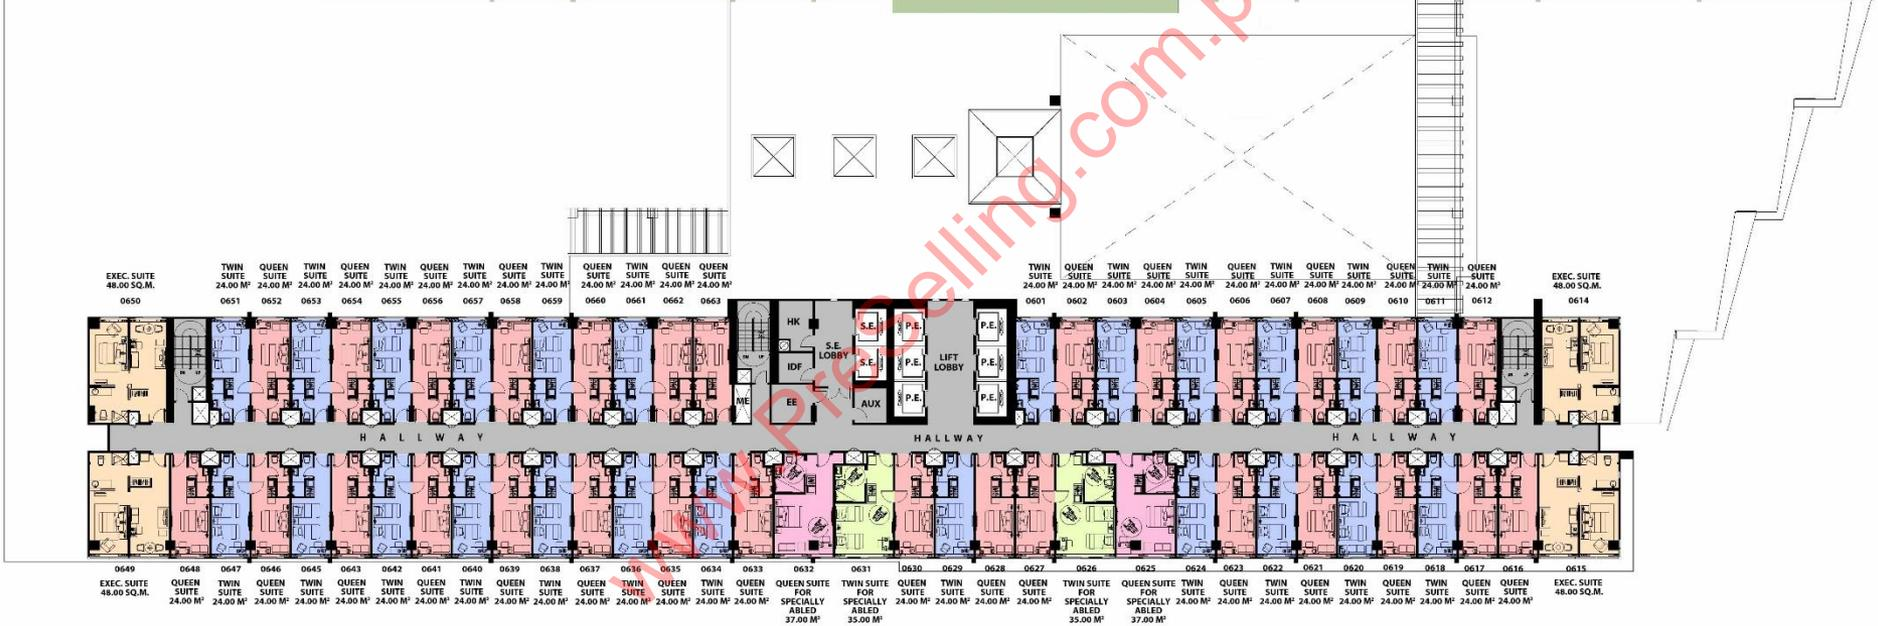 EXEC. SUITE
48.00 SQ.M.
0650
TWIN
SUITE
24.00 M²
0651
QUEEN
SUITE
24.00 M²
0652
TWIN
SUITE
24.00 M²
0653
QUEEN
SUITE
24.00 M²
0654
TWIN
SUITE
24.00 M²
0655
QUEEN
SUITE
24.00 M²
0656
TWIN
SUITE
24.00 M²
0657
QUEEN
SUITE
24.00 M²
0658
TWIN
SUITE
24.00 M²
0659
QUEEN
SUITE
24.00 M²
0660
TWIN
SUITE
24.00 M²
0661
QUEEN
SUITE
24.00 M²
0662
QUEEN
SUITE
24.00 M²
0663
TWIN
SUITE
24.00 M²
0601
QUEEN
SUITE
24.00 M²
0602
TWIN
SUITE
24.00 M²
0603
QUEEN
SUITE
24.00 M²
0604
TWIN
SUITE
24.00 M²
0605
QUEEN
SUITE
24.00 M²
0606
TWIN
SUITE
24.00 M²
0607
QUEEN
SUITE
24.00 M²
0608
TWIN
SUITE
24.00 M²
0609
QUEEN
SUITE
24.00 M²
0610
TWIN
SUITE
24.00 M²
0611
QUEEN
SUITE
24.00 M²
0612
EXEC. SUITE
48.00 SQ.M.
0614
HK
IDF
EE
ME
S.E.
LOBBY
S.E.
S.E.
AUX
P.E.
P.E.
P.E.
LIFT
LOBBY
P.E.
P.E.
P.E.
HALLWAY
HALLWAY
HALLWAY
0649
EXEC. SUITE
48.00 SQ.M.
0648
QUEEN
SUITE
24.00 M²
0647
TWIN
SUITE
24.00 M²
0646
QUEEN
SUITE
24.00 M²
0645
TWIN
SUITE
24.00 M²
0643
QUEEN
SUITE
24.00 M²
0642
TWIN
SUITE
24.00 M²
0641
QUEEN
SUITE
24.00 M²
0640
TWIN
SUITE
24.00 M²
0639
QUEEN
SUITE
24.00 M²
0638
TWIN
SUITE
24.00 M²
0637
QUEEN
SUITE
24.00 M²
0636
TWIN
SUITE
24.00 M²
0635
QUEEN
SUITE
24.00 M²
0634
TWIN
SUITE
24.00 M²
0633
QUEEN
SUITE
24.00 M²
0632
QUEEN SUITE
FOR
SPECIALLY
ABLED
37.00 M²
0631
TWIN SUITE
FOR
SPECIALLY
ABLED
35.00 M²
0630
QUEEN
SUITE
24.00 M²
0629
TWIN
SUITE
24.00 M²
0628
QUEEN
SUITE
24.00 M²
0627
QUEEN
SUITE
24.00 M²
0626
TWIN SUITE
FOR
SPECIALLY
ABLED
35.00 M²
0625
QUEEN SUITE
FOR
SPECIALLY
ABLED
37.00 M²
0624
TWIN
SUITE
24.00 M²
0623
QUEEN
SUITE
24.00 M²
0622
TWIN
SUITE
24.00 M²
0621
QUEEN
SUITE
24.00 M²
0620
TWIN
SUITE
24.00 M²
0619
QUEEN
SUITE
24.00 M²
0618
TWIN
SUITE
24.00 M²
0617
QUEEN
SUITE
24.00 M²
0616
QUEEN
SUITE
24.00 M²
0615
EXEC. SUITE
48.00 SQ.M.
www.PreSelling.com.p